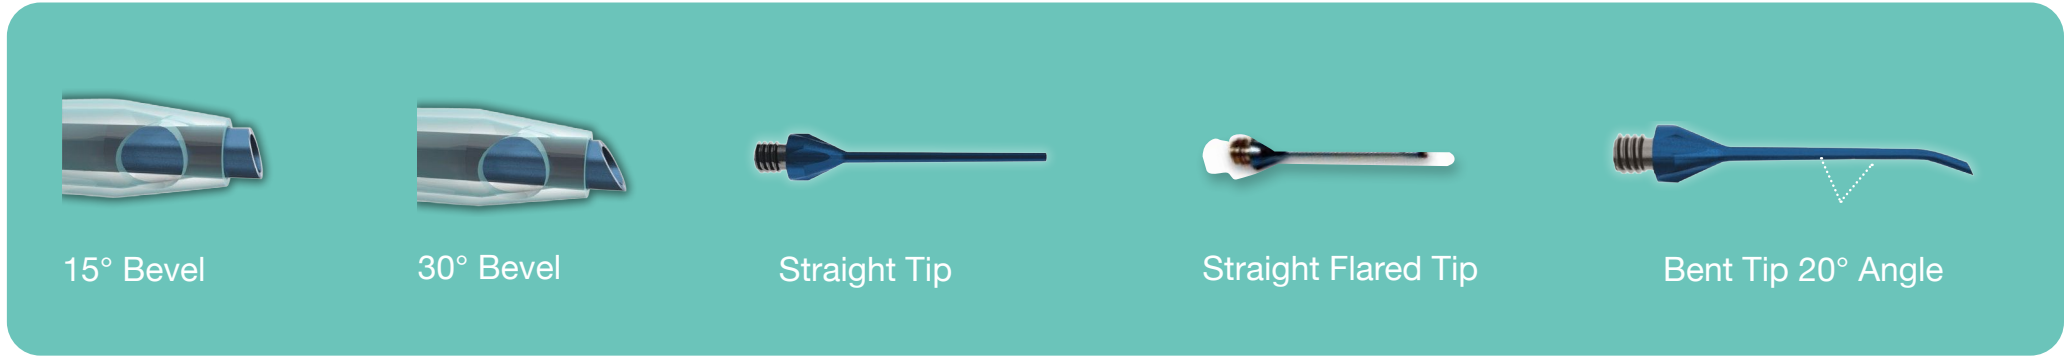 15° Bevel
30° Bevel
Straight Tip
Straight Flared Tip
Bent Tip 20° Angle